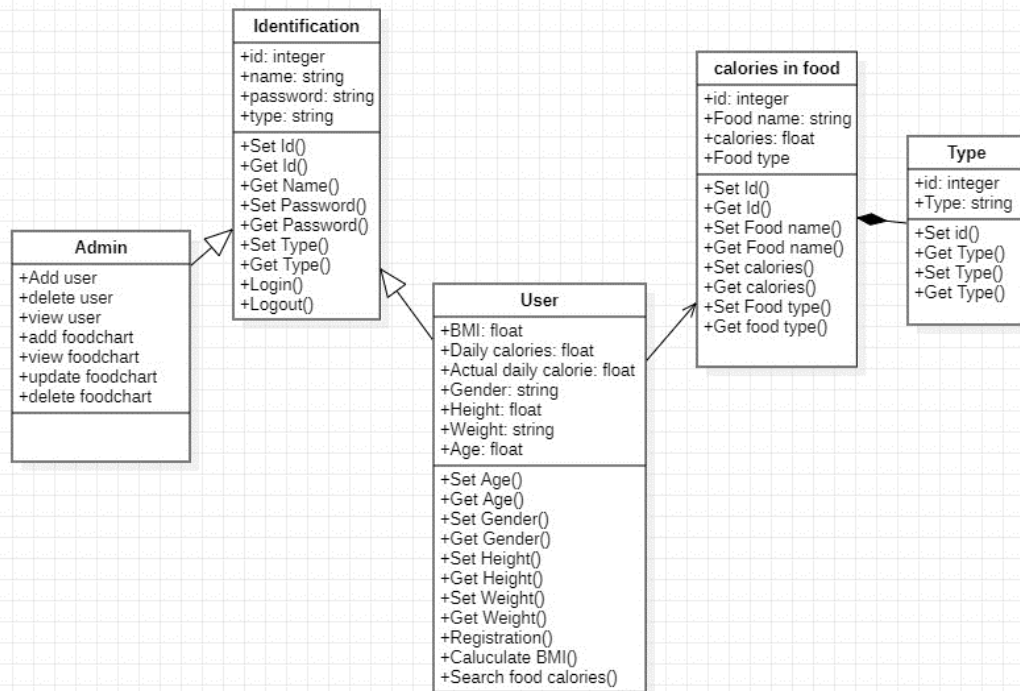 Identification
+id: integer
+name: string
+password: string
+type: string
+Set Id()
+Get Id()
+Get Name()
+Set Password()
+Get Password()
+Set Type()
+Get Type()
+Login()
+Logout()
Admin
+Add user
+delete user
+view user
+add foodchart
+view foodchart
+update foodchart
+delete foodchart
User
+BMI: float
+Daily calories: float
+Actual daily calorie: float
+Gender: string
+Height: float
+Weight: string
+Age: float
+Set Age()
+Get Age()
+Set Gender()
+Get Gender()
+Set Height()
+Get Height()
+Set Weight()
+Get Weight()
+Registration()
+Caluculate BMI()
+Search food calories()
calories in food
+id: integer
+Food name: string
+calories: float
+Food type
+Set Id()
+Get Id()
+Set Food name()
+Get Food name()
+Set calories()
+Get calories()
+Set Food type()
+Get food type()
Type
+id: integer
+Type: string
+Set id()
+Get Type()
+Set Type()
+Get Type()